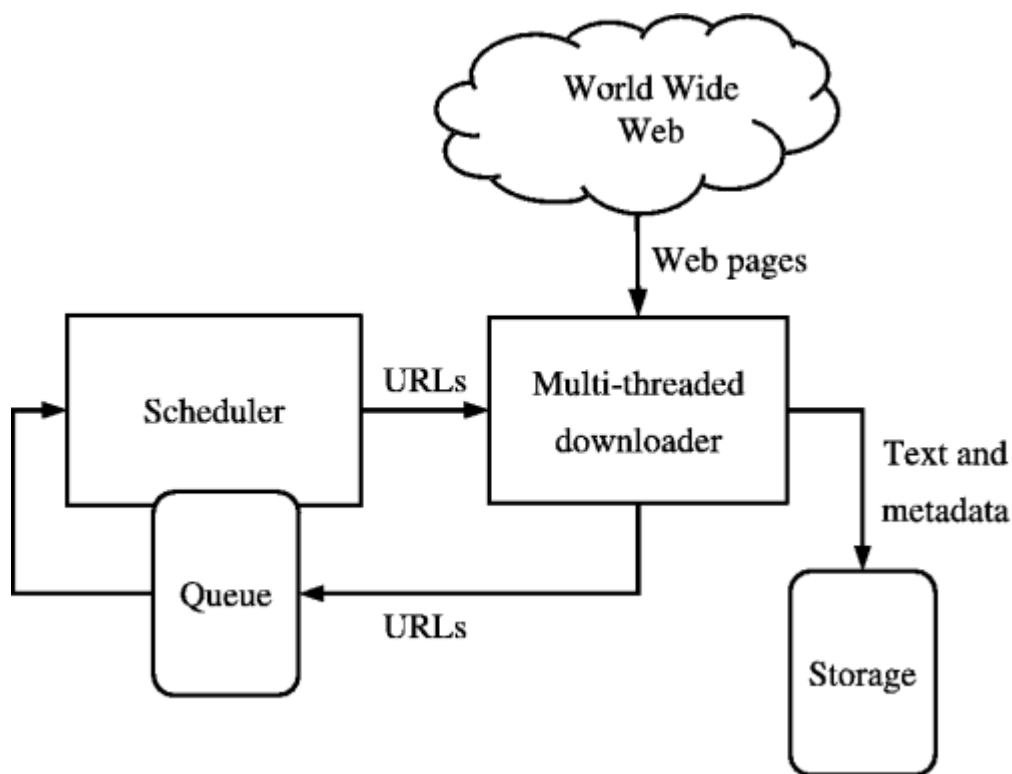 World Wide
Web
Web pages
URLs
Scheduler
Multi-threaded
downloader
Text and
metadata
Queue
URLs
Storage